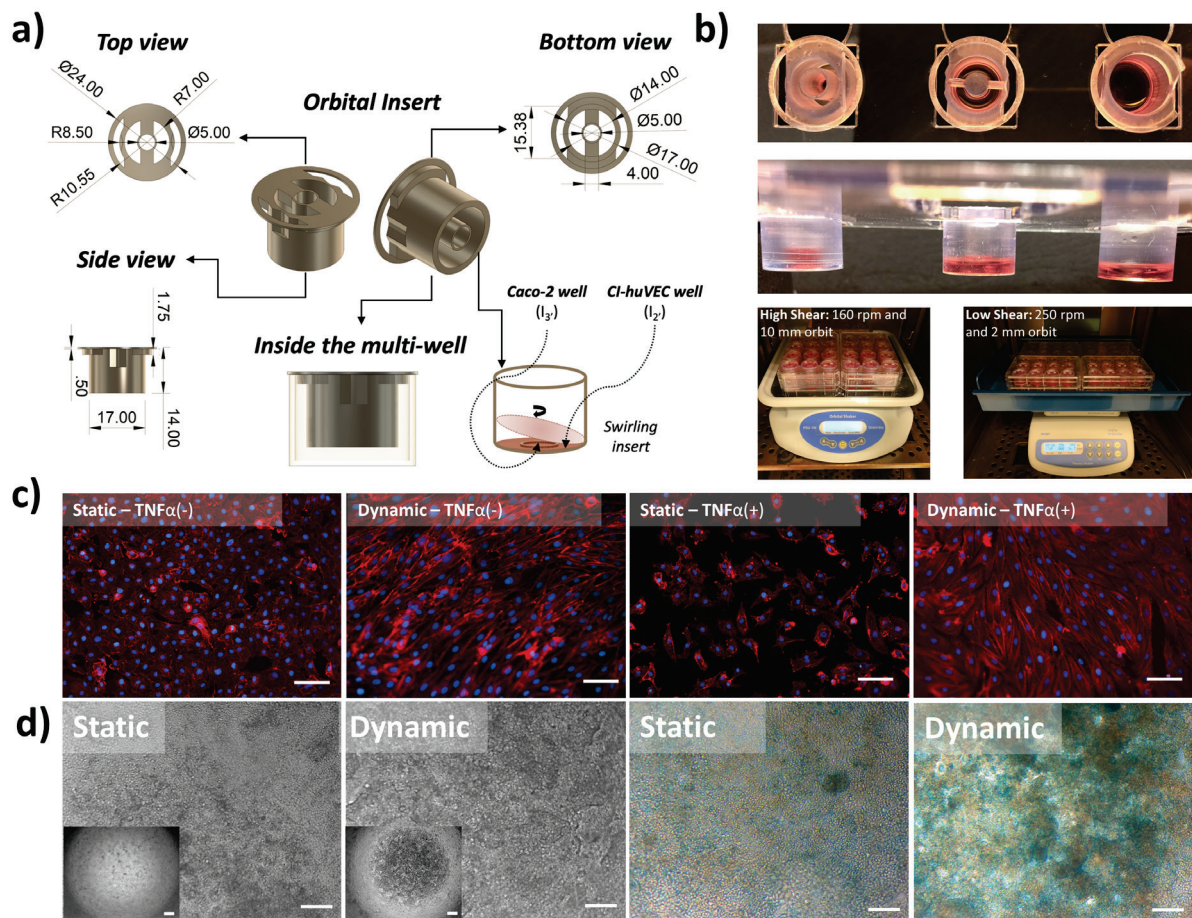 a)
Top view
Ø24.00
R7.00
R8.50
Ø5.00
R10.55
Orbital Insert
Bottom view
Ø14.00
15.38
Ø5.00
Ø17.00
4.00
Side view
1.75
.50
17.00
14.00
Inside the multi-well
Caco-2 well
(I3')
CI-huVEC well
(I2')
Swirling
insert
b)
High Shear: 160 rpm and
10 mm orbit
Low Shear: 250 rpm
and 2 mm orbit
c)
Static – TNFα(-)
Dynamic – TNFα(-)
Static – TNFα(+)
Dynamic – TNFα(+)
d)
Static
Dynamic
Static
Dynamic